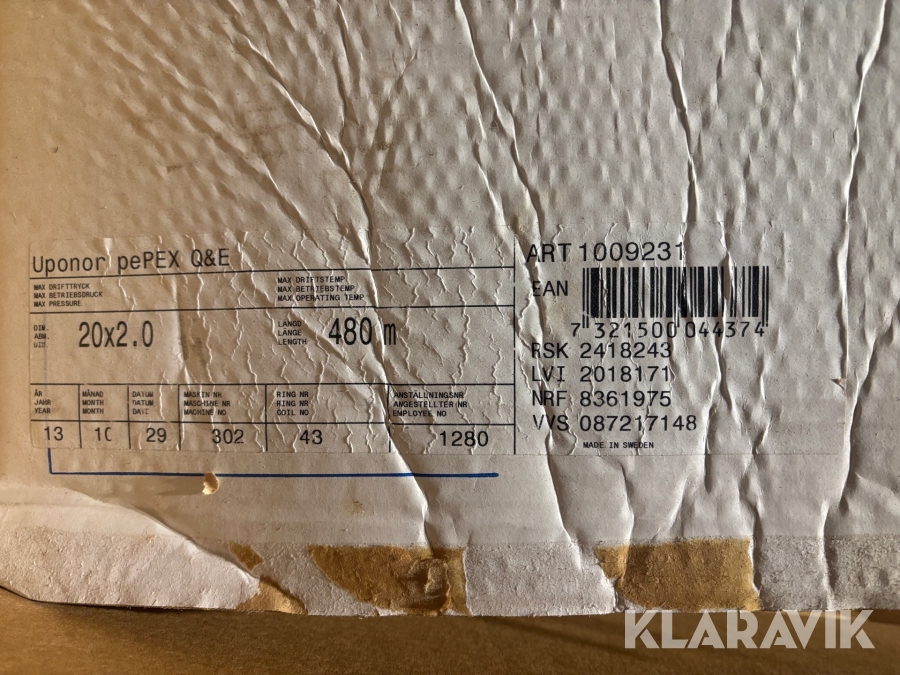 Uponor pePEX Q&E
MAX DRIFTTRYCK
MAX BETRIEBSDRUCK
MAX PRESSURE
MAX DRIFTSTEMP
MAX BETRIEBSTEMP
MAX OPERATING TEMP
DIM.
ABM.
20x2.0
LÄNGD
LÄNGE
LENGTH
480 m
ÅR
JAHR
YEAR
MÅNAD
MONTH
MONTH
DATUM
DATUM
DATE
MASKIN NR
MASCHINE NR
MACHINE NO
RING NR
RING NR
COIL NO
ANSTÄLLNINGSNR
ANGESTELLTER NR
EMPLOYEE NO
13 10 29 302 43 1280
ART 1009231
EAN
7 321500 044374
RSK 2418243
LVI 2018171
NRF 8361975
VVS 087217148
MADE IN SWEDEN
KLARAVIK